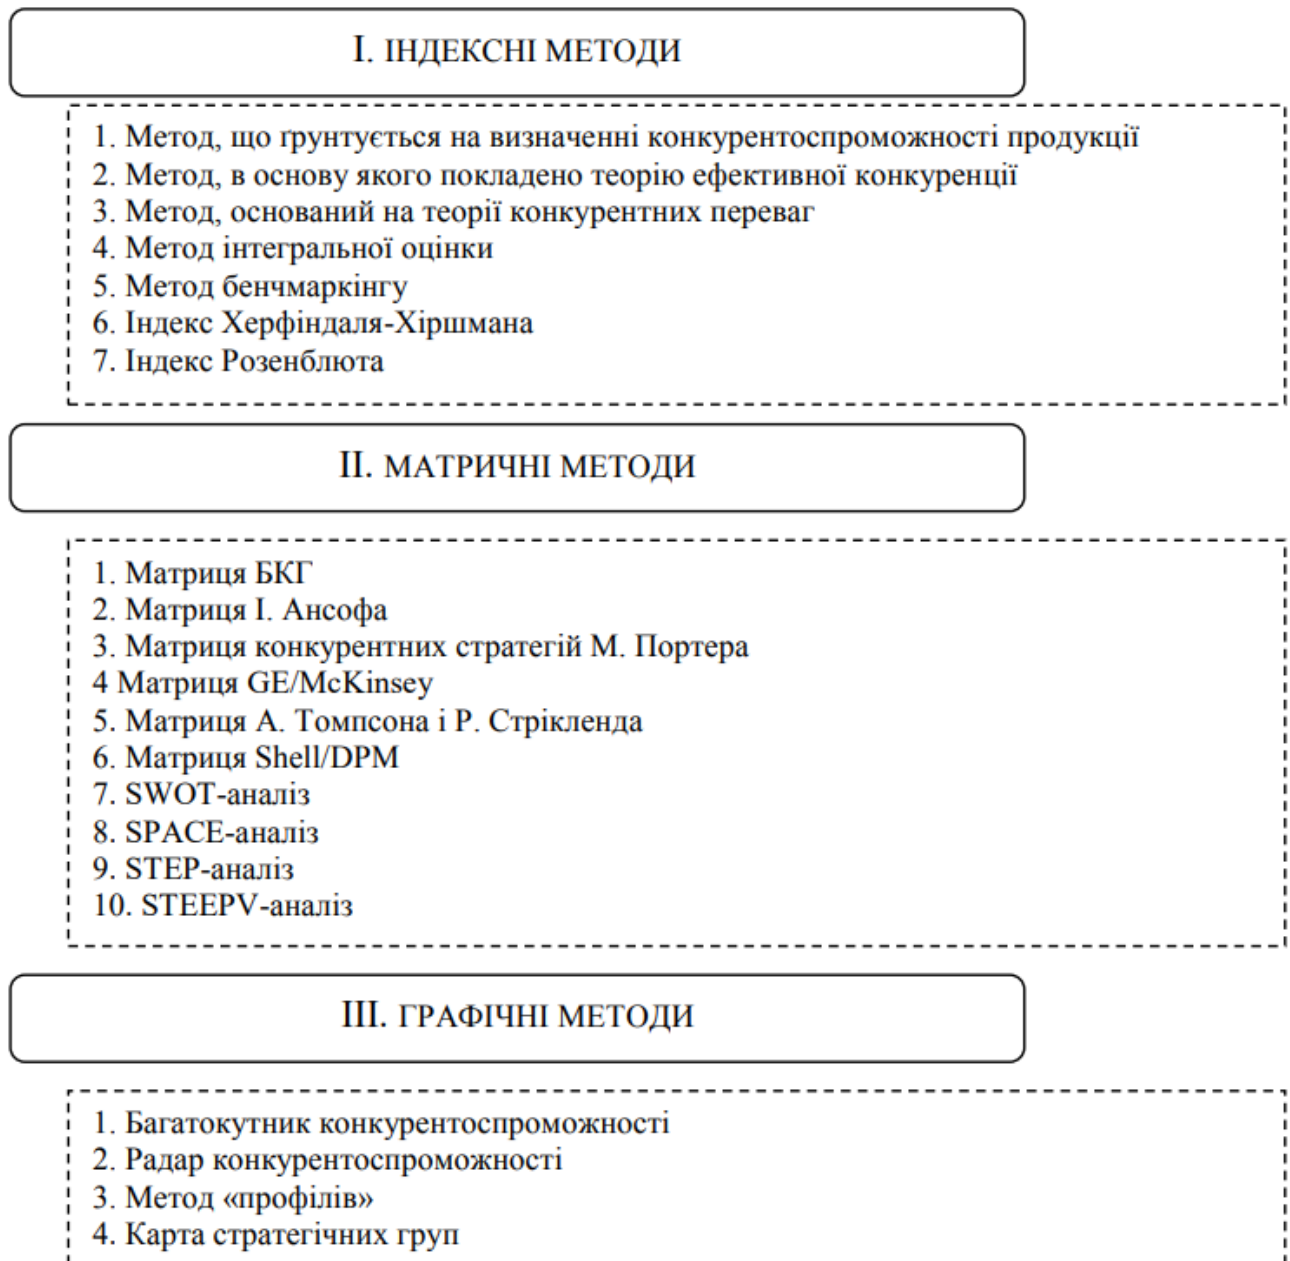 I. ІНДЕКСНІ МЕТОДИ
1. Метод, що ґрунтується на визначенні конкурентоспроможності продукції
2. Метод, в основу якого покладено теорію ефективної конкуренції
3. Метод, оснований на теорії конкурентних переваг
4. Метод інтегральної оцінки
5. Метод бенчмаркінгу
6. Індекс Херфіндаля-Хіршмана
7. Індекс Розенблюта
II. МАТРИЧНІ МЕТОДИ
1. Матриця БКГ
2. Матриця І. Ансофа
3. Матриця конкурентних стратегій М. Портера
4 Матриця GE/McKinsey
5. Матриця А. Томпсона і Р. Стрікленда
6. Матриця Shell/DPM
7. SWOT-аналіз
8. SPACE-аналіз
9. STEP-аналіз
10. STEEPV-аналіз
III. ГРАФІЧНІ МЕТОДИ
1. Багатокутник конкурентоспроможності
2. Радар конкурентоспроможності
3. Метод «профілів»
4. Карта стратегічних груп